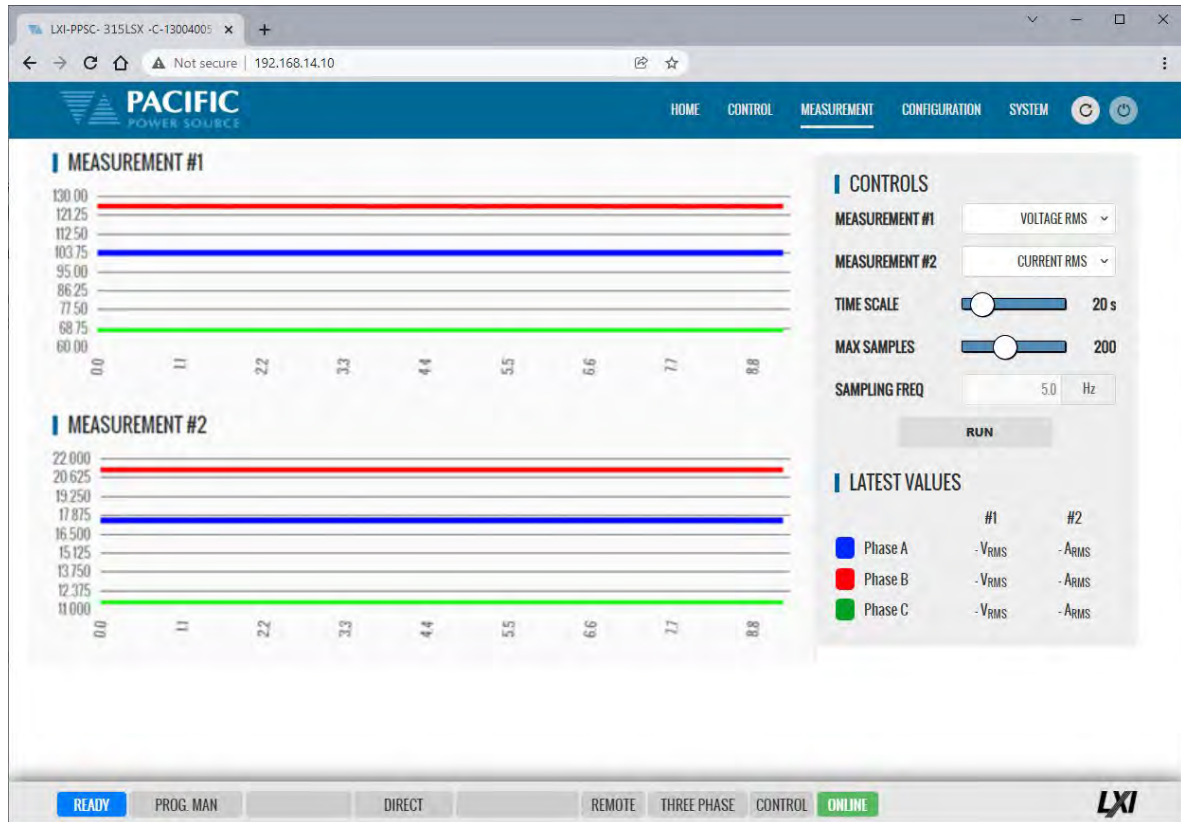 LXI-PPSC- 315LSX -C-13004005
Not secure 192.168.14.10
PACIFIC
POWER SOURCE
HOME CONTROL MEASUREMENT CONFIGURATION SYSTEM
MEASUREMENT #1
130.00
121.25
112.50
103.75
95.00
86.25
77.50
68.75
60.00
0.0 1.1 2.2 3.3 4.4 5.5 6.6 7.7 8.8
MEASUREMENT #2
22.000
20.625
19.250
17.875
16.500
15.125
13.750
12.375
11.000
0.0 1.1 2.2 3.3 4.4 5.5 6.6 7.7 8.8
CONTROLS
MEASUREMENT #1 VOLTAGE RMS
MEASUREMENT #2 CURRENT RMS
TIME SCALE 20 s
MAX SAMPLES 200
SAMPLING FREQ 5.0 Hz
RUN
LATEST VALUES
#1 #2
Phase A - VRMS - ARMS
Phase B - VRMS - ARMS
Phase C - VRMS - ARMS
READY PROG. MAN DIRECT REMOTE THREE PHASE CONTROL ONLINE
LXI